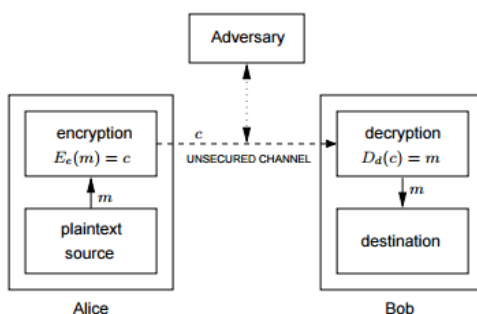 Adversary
encryption
E_e(m) = c
c
UNSECURED CHANNEL
decryption
D_d(c) = m
m
m
plaintext
source
destination
Alice
Bob